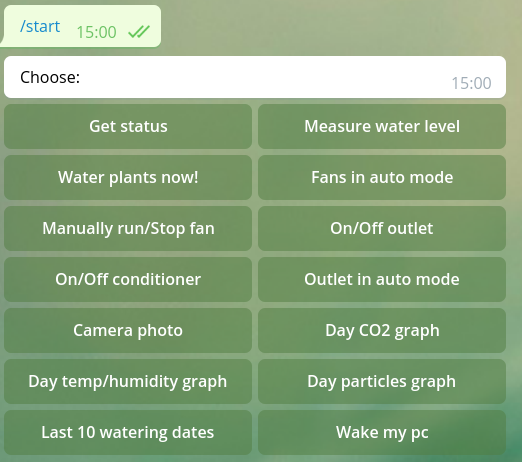 /start 15:00
Choose:
15:00
Get status
Measure water level
Water plants now!
Fans in auto mode
Manually run/Stop fan
On/Off outlet
On/Off conditioner
Outlet in auto mode
Camera photo
Day CO2 graph
Day temp/humidity graph
Day particles graph
Last 10 watering dates
Wake my pc